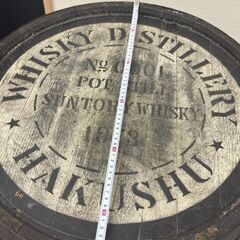 WHISKY DISTILLERY
POT STILL
SUNTORY WHISKY
HAKUSHU